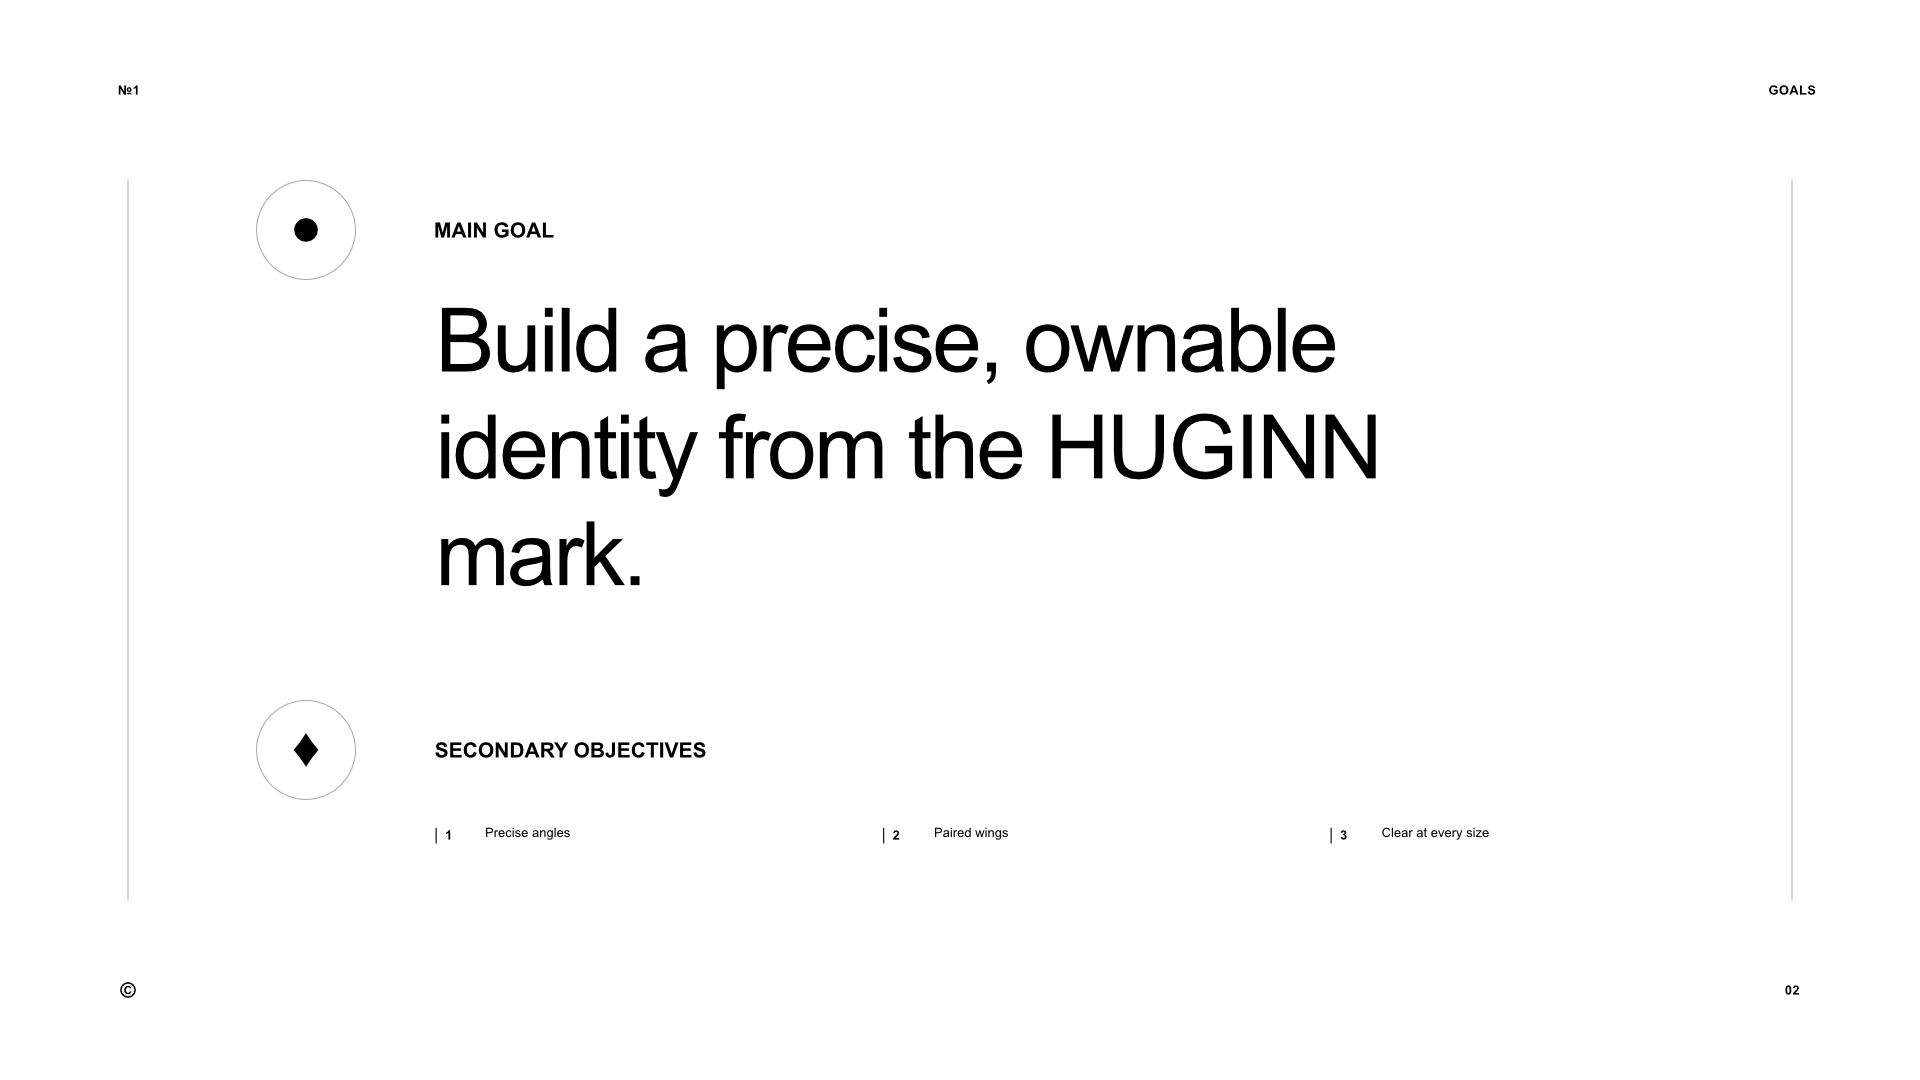 №1
GOALS
MAIN GOAL
Build a precise, ownable
identity from the HUGINN
mark.
SECONDARY OBJECTIVES
1 Precise angles
2 Paired wings
3 Clear at every size
©
02